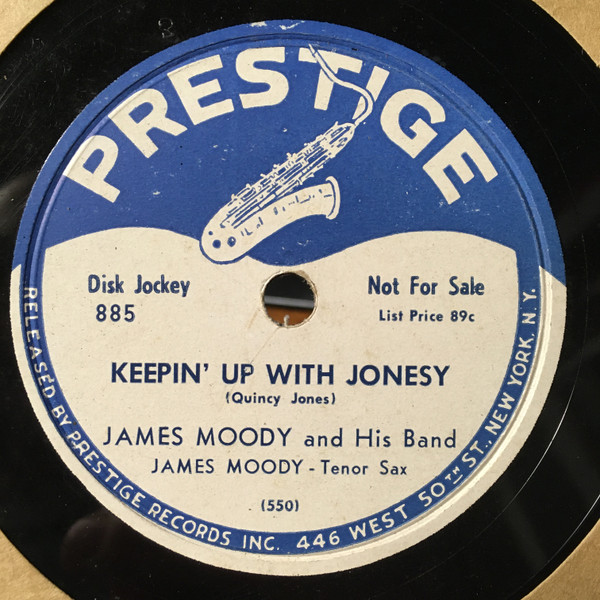 PRESTIGE
Disk Jockey
885
Not For Sale
List Price 89c
KEEPIN' UP WITH JONESY
(Quincy Jones)
JAMES MOODY and His Band
JAMES MOODY - Tenor Sax
(550)
RELEASED BY PRESTIGE RECORDS INC. 446 WEST 50TH ST., NEW YORK, N.Y.